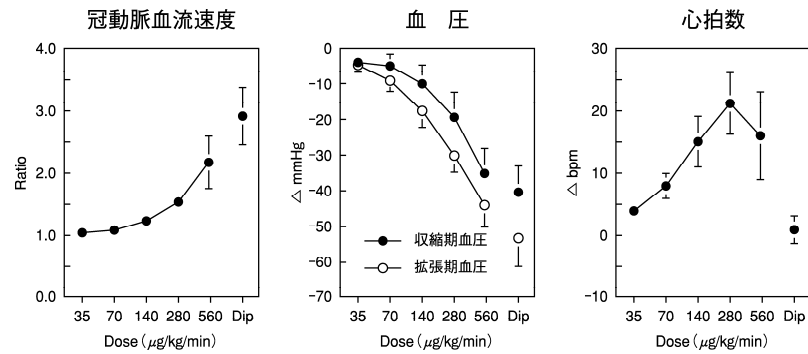 冠動脈血流速度
4.0
3.0
2.0
1.0
0.0
Ratio
35 70 140 280 560 Dip
Dose (μg/kg/min)
血 圧
0
-10
-20
-30
-40
-50
-60
-70
△ mmHg
収縮期血圧
拡張期血圧
35 70 140 280 560 Dip
Dose (μg/kg/min)
心拍数
30
20
10
0
-10
△ bpm
35 70 140 280 560 Dip
Dose (μg/kg/min)